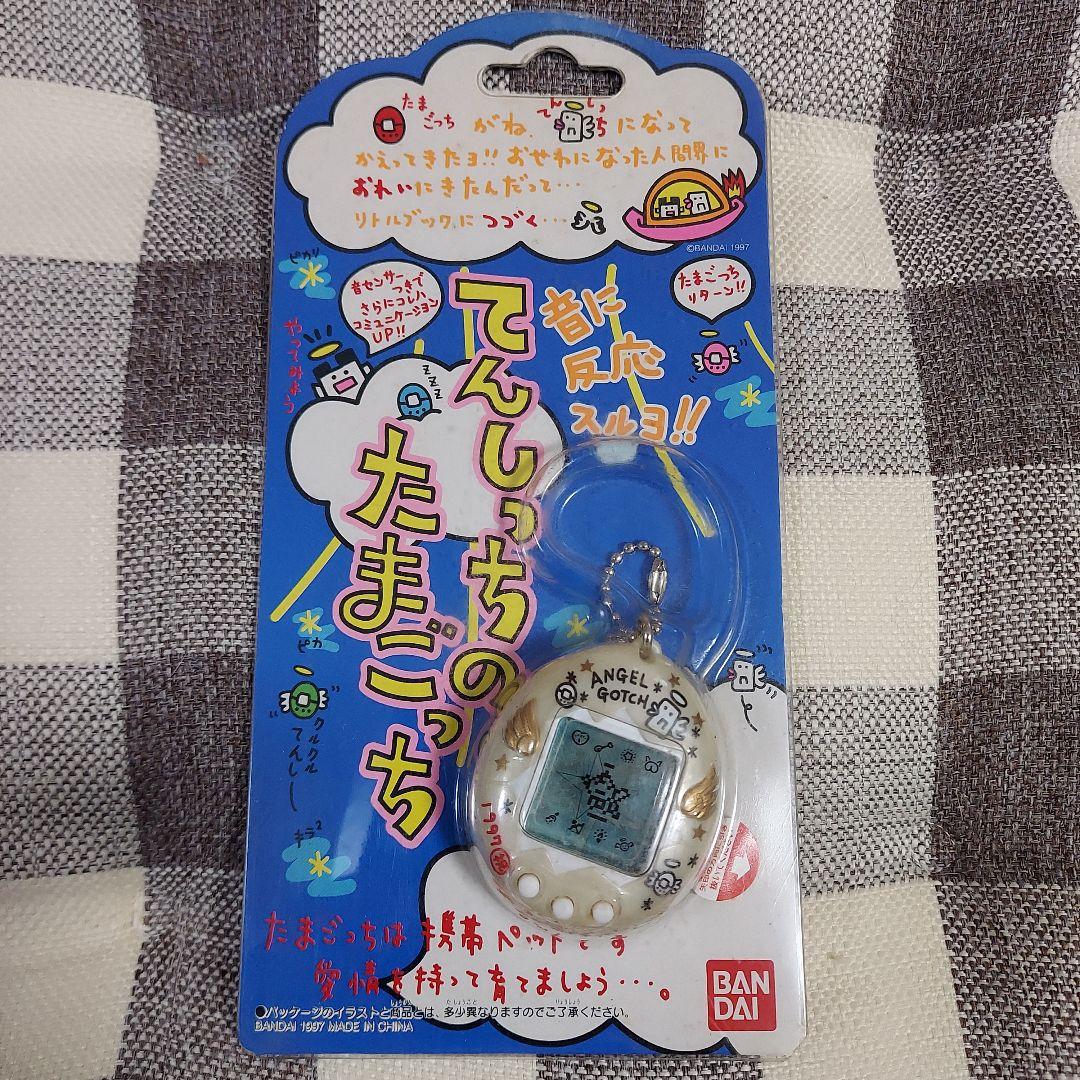 たま
ごっち がね、てんしっちになって
かえってきたヨ!! おせわになった人間界に
おれいにきたんだって…
リトルブックに つづく…
©BANDAI 1997
ピカリ
やってみよう
音センサー
つきで
さらにコレハ
コミュニケーション
UP!!
たまごっち
リターン!!
音に
反応
スルヨ!!
zzz
てんしっちの
たまごっち
ピカ
クルクル
てんしー
キラ2
ANGEL
GOTCH
1997
たまごっちは 携帯ペットです
愛情を持って育てましょう…。
●パッケージのイラストと商品とは、多少異なりますのでご了承ください。
BANDAI 1997 MADE IN CHINA
BAN
DAI